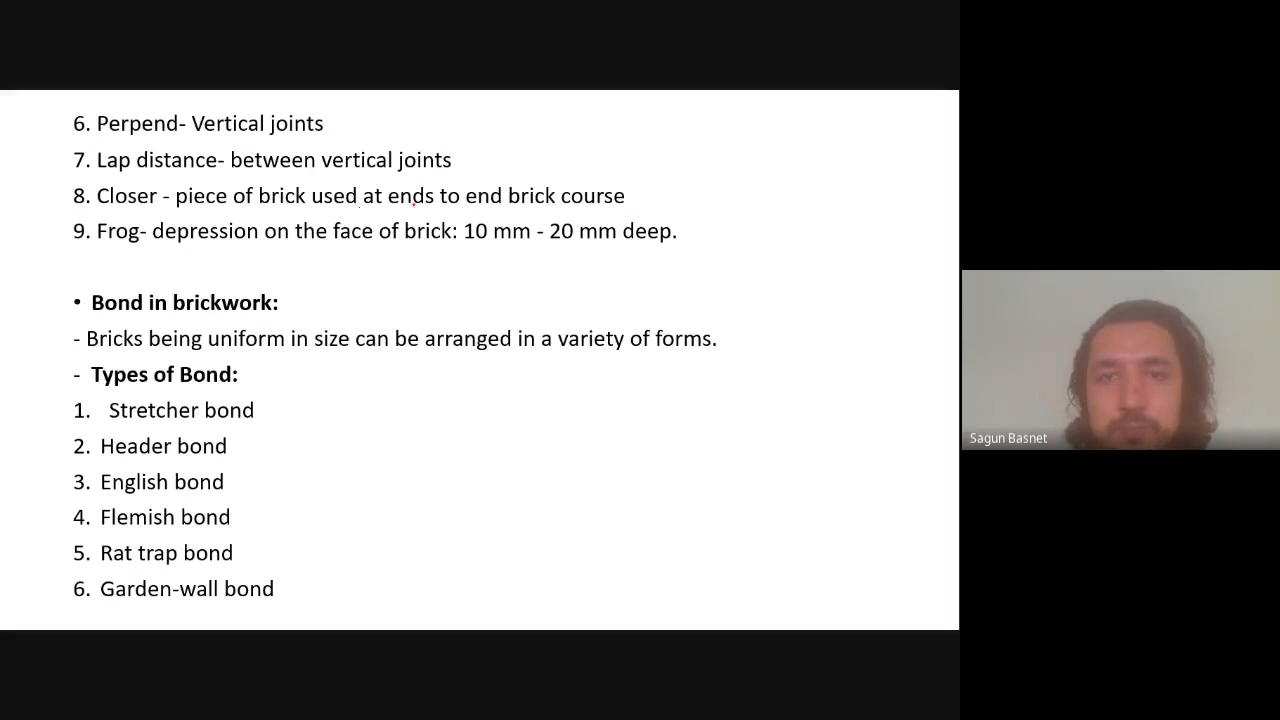 6. Perpend- Vertical joints
7. Lap distance- between vertical joints
8. Closer - piece of brick used at ends to end brick course
9. Frog- depression on the face of brick: 10 mm - 20 mm deep.
• Bond in brickwork:
- Bricks being uniform in size can be arranged in a variety of forms.
- Types of Bond:
1. Stretcher bond
2. Header bond
3. English bond
4. Flemish bond
5. Rat trap bond
6. Garden-wall bond
Sagun Basnet